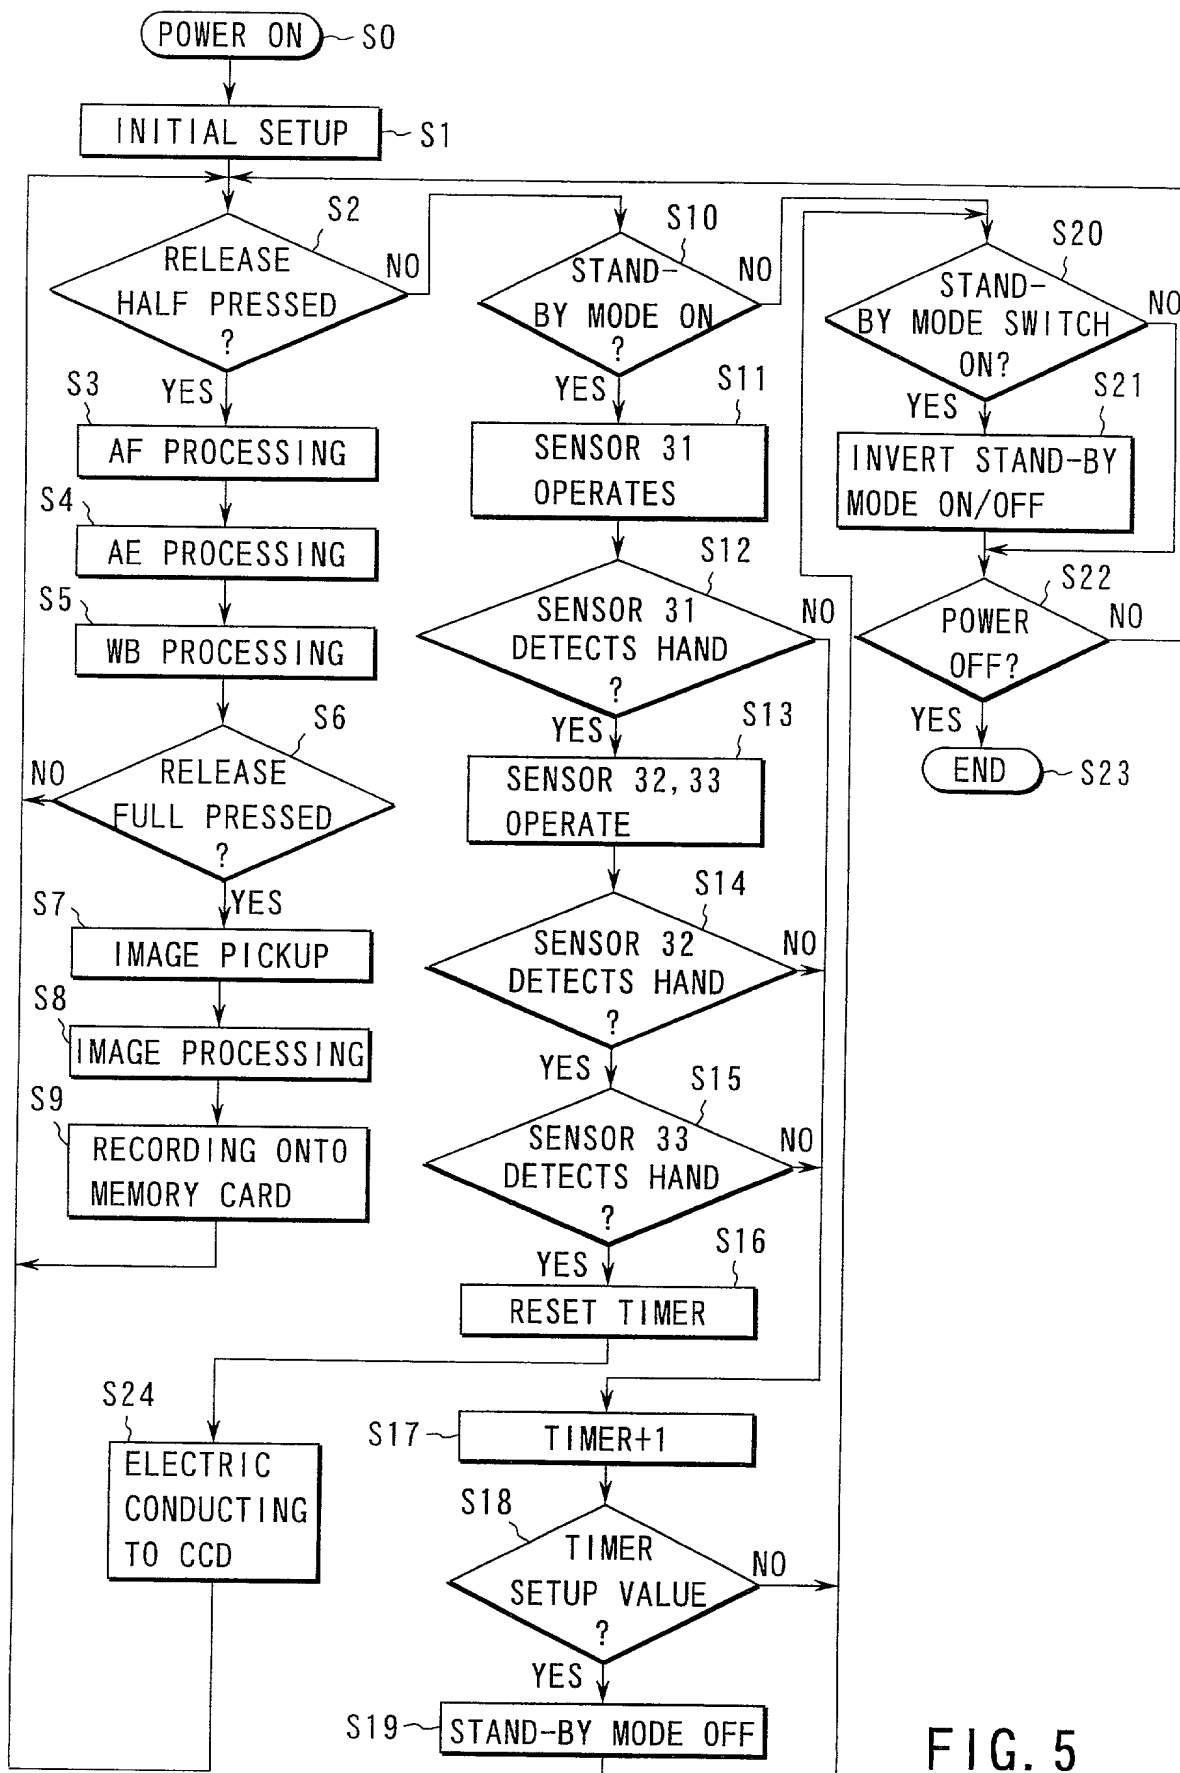 POWER ON
S0
INITIAL SETUP
S1
S2
RELEASE
HALF PRESSED
?
NO
YES
S3
AF PROCESSING
S4
AE PROCESSING
S5
WB PROCESSING
S6
RELEASE
FULL PRESSED
?
NO
YES
S7
IMAGE PICKUP
S8
IMAGE PROCESSING
S9
RECORDING ONTO
MEMORY CARD
S10
STAND-
BY MODE ON
?
NO
YES
S11
SENSOR 31
OPERATES
S12
SENSOR 31
DETECTS HAND
?
NO
YES
S13
SENSOR 32,33
OPERATE
S14
SENSOR 32
DETECTS HAND
?
NO
YES
S15
SENSOR 33
DETECTS HAND
?
NO
YES
S16
RESET TIMER
S24
ELECTRIC
CONDUCTING
TO CCD
S17
TIMER+1
S18
TIMER
SETUP VALUE
?
NO
YES
S19
STAND-BY MODE OFF
S20
STAND-
BY MODE SWITCH
ON?
NO
YES
S21
INVERT STAND-BY
MODE ON/OFF
S22
POWER
OFF?
NO
YES
END
S23
FIG. 5